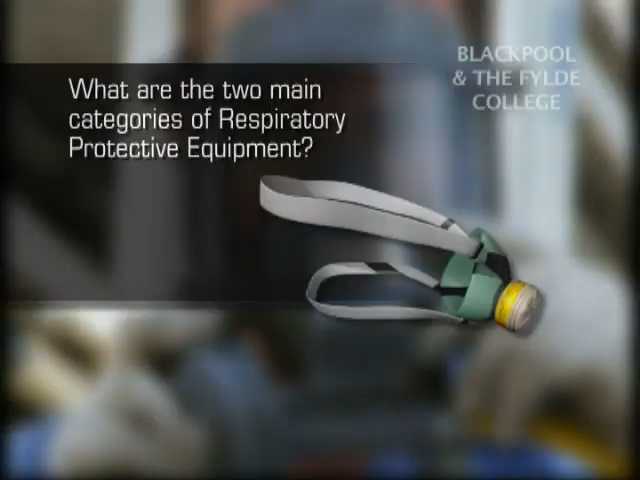 BLACKPOOL
& THE FYLDE
COLLEGE
What are the two main
categories of Respiratory
Protective Equipment?